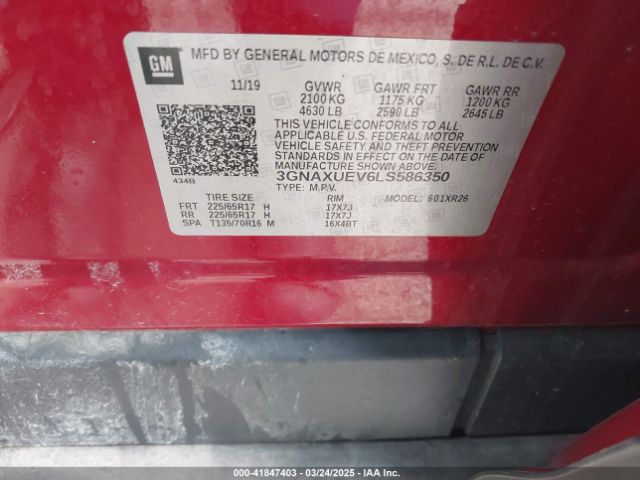 GM
MFD BY GENERAL MOTORS DE MEXICO, S. DE R.L. DE C.V.
11/19 GVWR GAWR FRT GAWR RR
2100 KG 1175 KG 1200 KG
4630 LB 2590 LB 2645 LB
THIS VEHICLE CONFORMS TO ALL
APPLICABLE U.S. FEDERAL MOTOR
VEHICLE SAFETY AND THEFT PREVENTION
STANDARDS IN EFFECT ON THE DATE OF
MANUFACTURE SHOWN ABOVE.
434B 3GNAXUEV6LS586350
TYPE: M.P.V. MODEL: 601XR26
TIRE SIZE RIM
FRT 225/65R17 H 17X7J
RR 225/65R17 H 17X7J
SPA T135/70R16 M 16X4BT
000-41847403 - 03/24/2025 - IAA Inc.